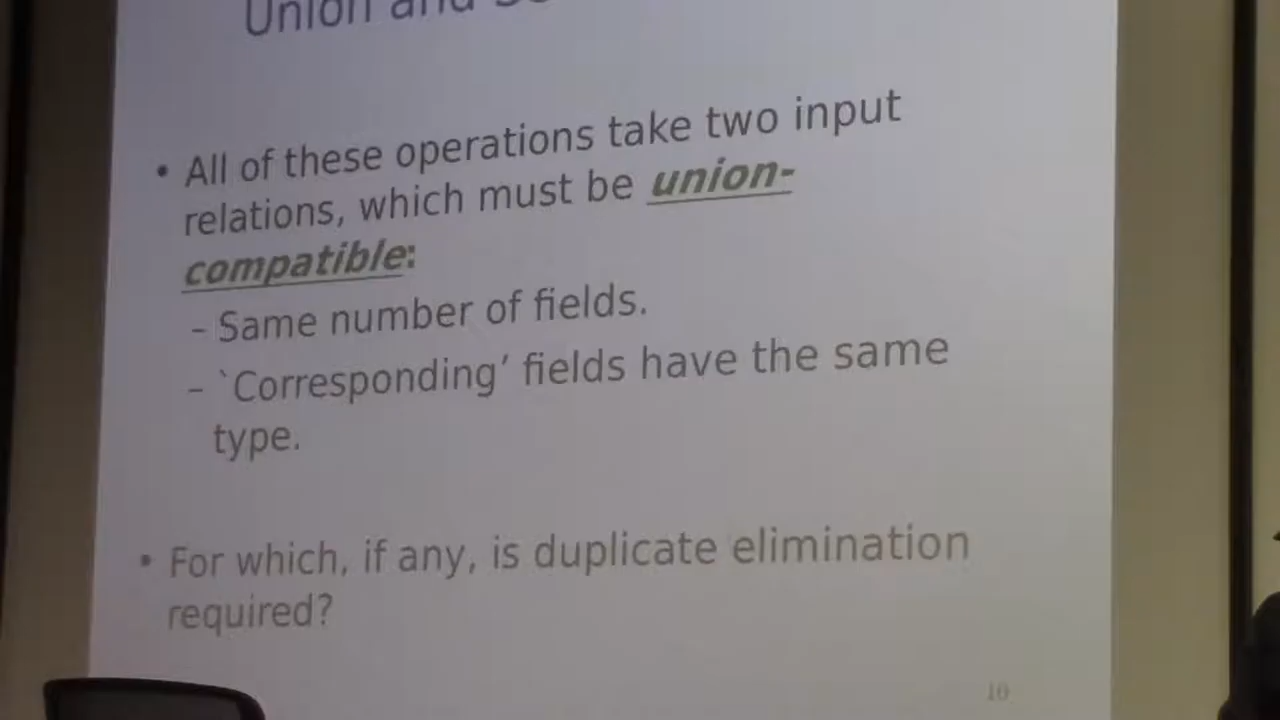 Union and
• All of these operations take two input
relations, which must be union-
compatible:
– Same number of fields.
– `Corresponding’ fields have the same
type.
• For which, if any, is duplicate elimination
required?
10